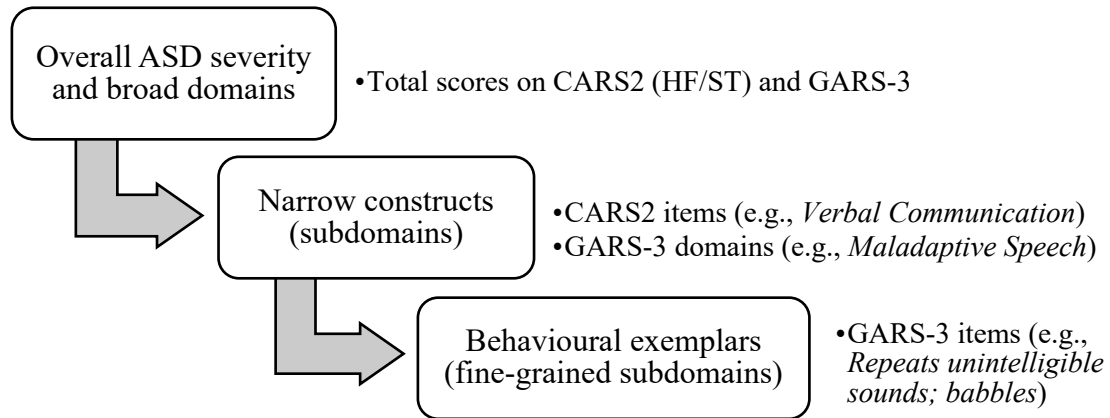 Overall ASD severity
and broad domains
•Total scores on CARS2 (HF/ST) and GARS-3
Narrow constructs
(subdomains)
•CARS2 items (e.g., Verbal Communication)
•GARS-3 domains (e.g., Maladaptive Speech)
Behavioural exemplars
(fine-grained subdomains)
•GARS-3 items (e.g.,
Repeats unintelligible
sounds; babbles)